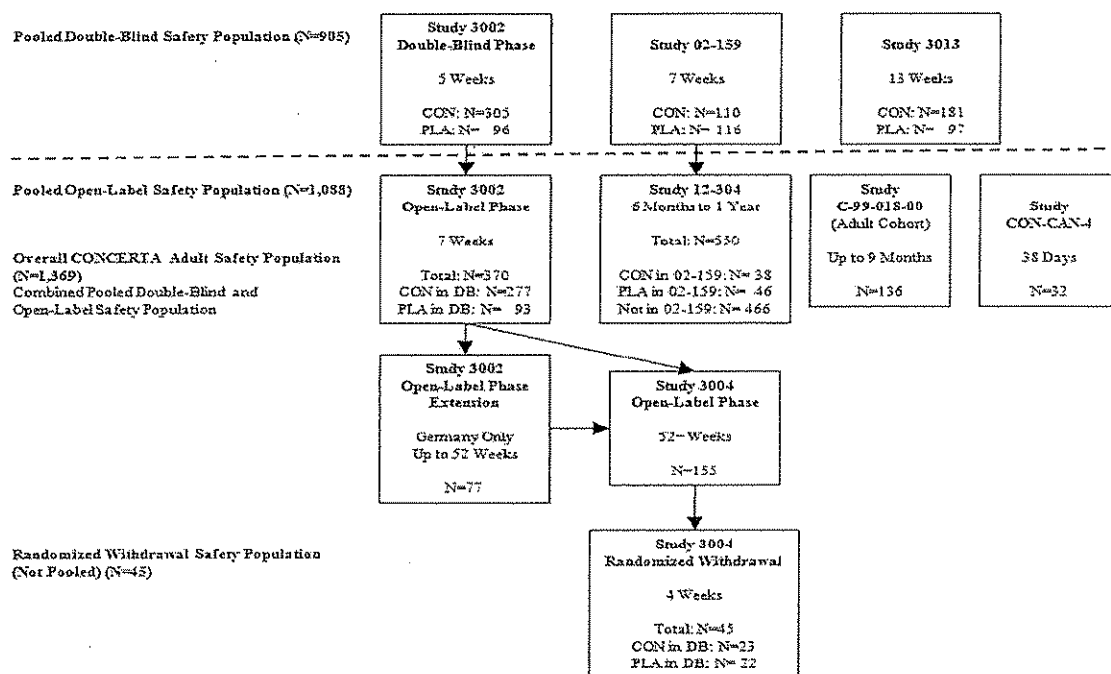 Pooled Double-Blind Safety Population (N=905)
Study 3002
Double-Blind Phase
5 Weeks
CON: N=305
PLA: N= 96
Study 02-159
7 Weeks
CON: N=110
PLA: N= 116
Study 3013
13 Weeks
CON: N=181
PLA: N= 97
Pooled Open-Label Safety Population (N=1,088)
Overall CONCERTA Adult Safety Population
(N=1,369)
Combined Pooled Double-Blind and
Open-Label Safety Population
Study 3002
Open-Label Phase
7 Weeks
Total: N=370
CON in DB: N=277
PLA in DB: N= 93
Study 12-304
6 Months to 1 Year
Total: N=550
CON in 02-159: N= 38
PLA in 02-159: N= 46
Not in 02-159: N= 466
Study
C-99-018-00
(Adult Cohort)
Up to 9 Months
N=136
Study
CON-CAN-4
38 Days
N=32
Study 3002
Open-Label Phase
Extension
Germany Only
Up to 52 Weeks
N=77
Study 3004
Open-Label Phase
52+ Weeks
N=155
Randomized Withdrawal Safety Population
(Not Pooled) (N=45)
Study 3004
Randomized Withdrawal
4 Weeks
Total: N=45
CON in DB: N=23
PLA in DB: N= 22